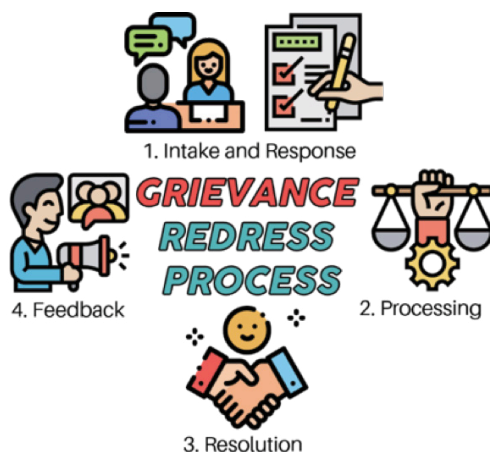 1. Intake and Response
GRIEVANCE
REDRESS
PROCESS
2. Processing
3. Resolution
4. Feedback